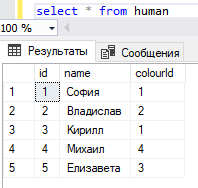 select * from human
100 %
Результаты Сообщения
id name colourId
1 1 София 1
2 2 Владислав 2
3 3 Кирилл 1
4 4 Михаил 4
5 5 Елизавета 3